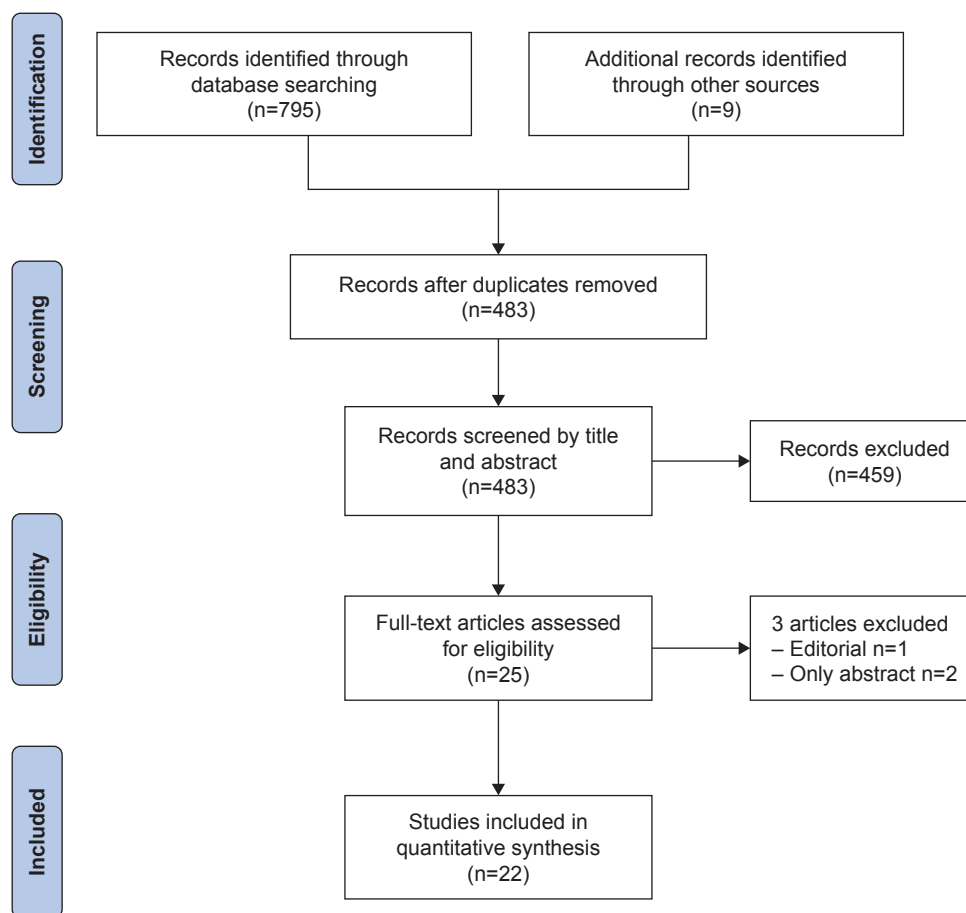 Identification
Records identified through
database searching
(n=795)
Additional records identified
through other sources
(n=9)
Screening
Records after duplicates removed
(n=483)
Records screened by title
and abstract
(n=483)
Records excluded
(n=459)
Eligibility
Full-text articles assessed
for eligibility
(n=25)
3 articles excluded
– Editorial n=1
– Only abstract n=2
Included
Studies included in
quantitative synthesis
(n=22)